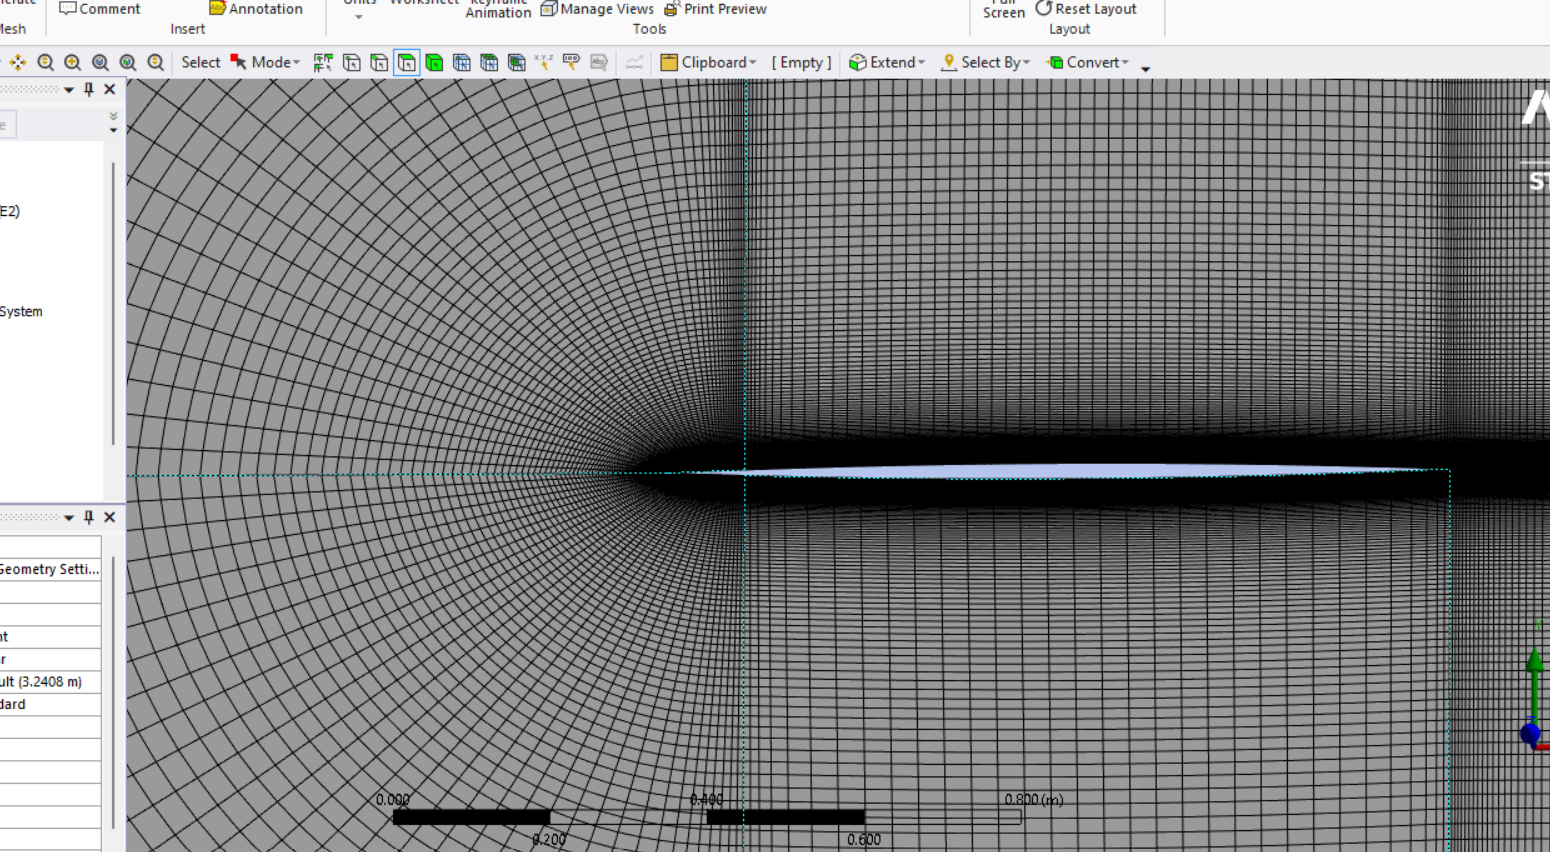 Comment
Annotation
Units
Worksheet
Keyframe
Animation
Manage Views
Print Preview
Full
Screen
Reset Layout
Mesh
Insert
Tools
Layout
Select
Mode
Clipboard
[ Empty ]
Extend
Select By
Convert
E2)
System
Geometry Setti...
ult (3.2408 m)
dard
0.000
0.400
0.800 (m)
0.200
0.600